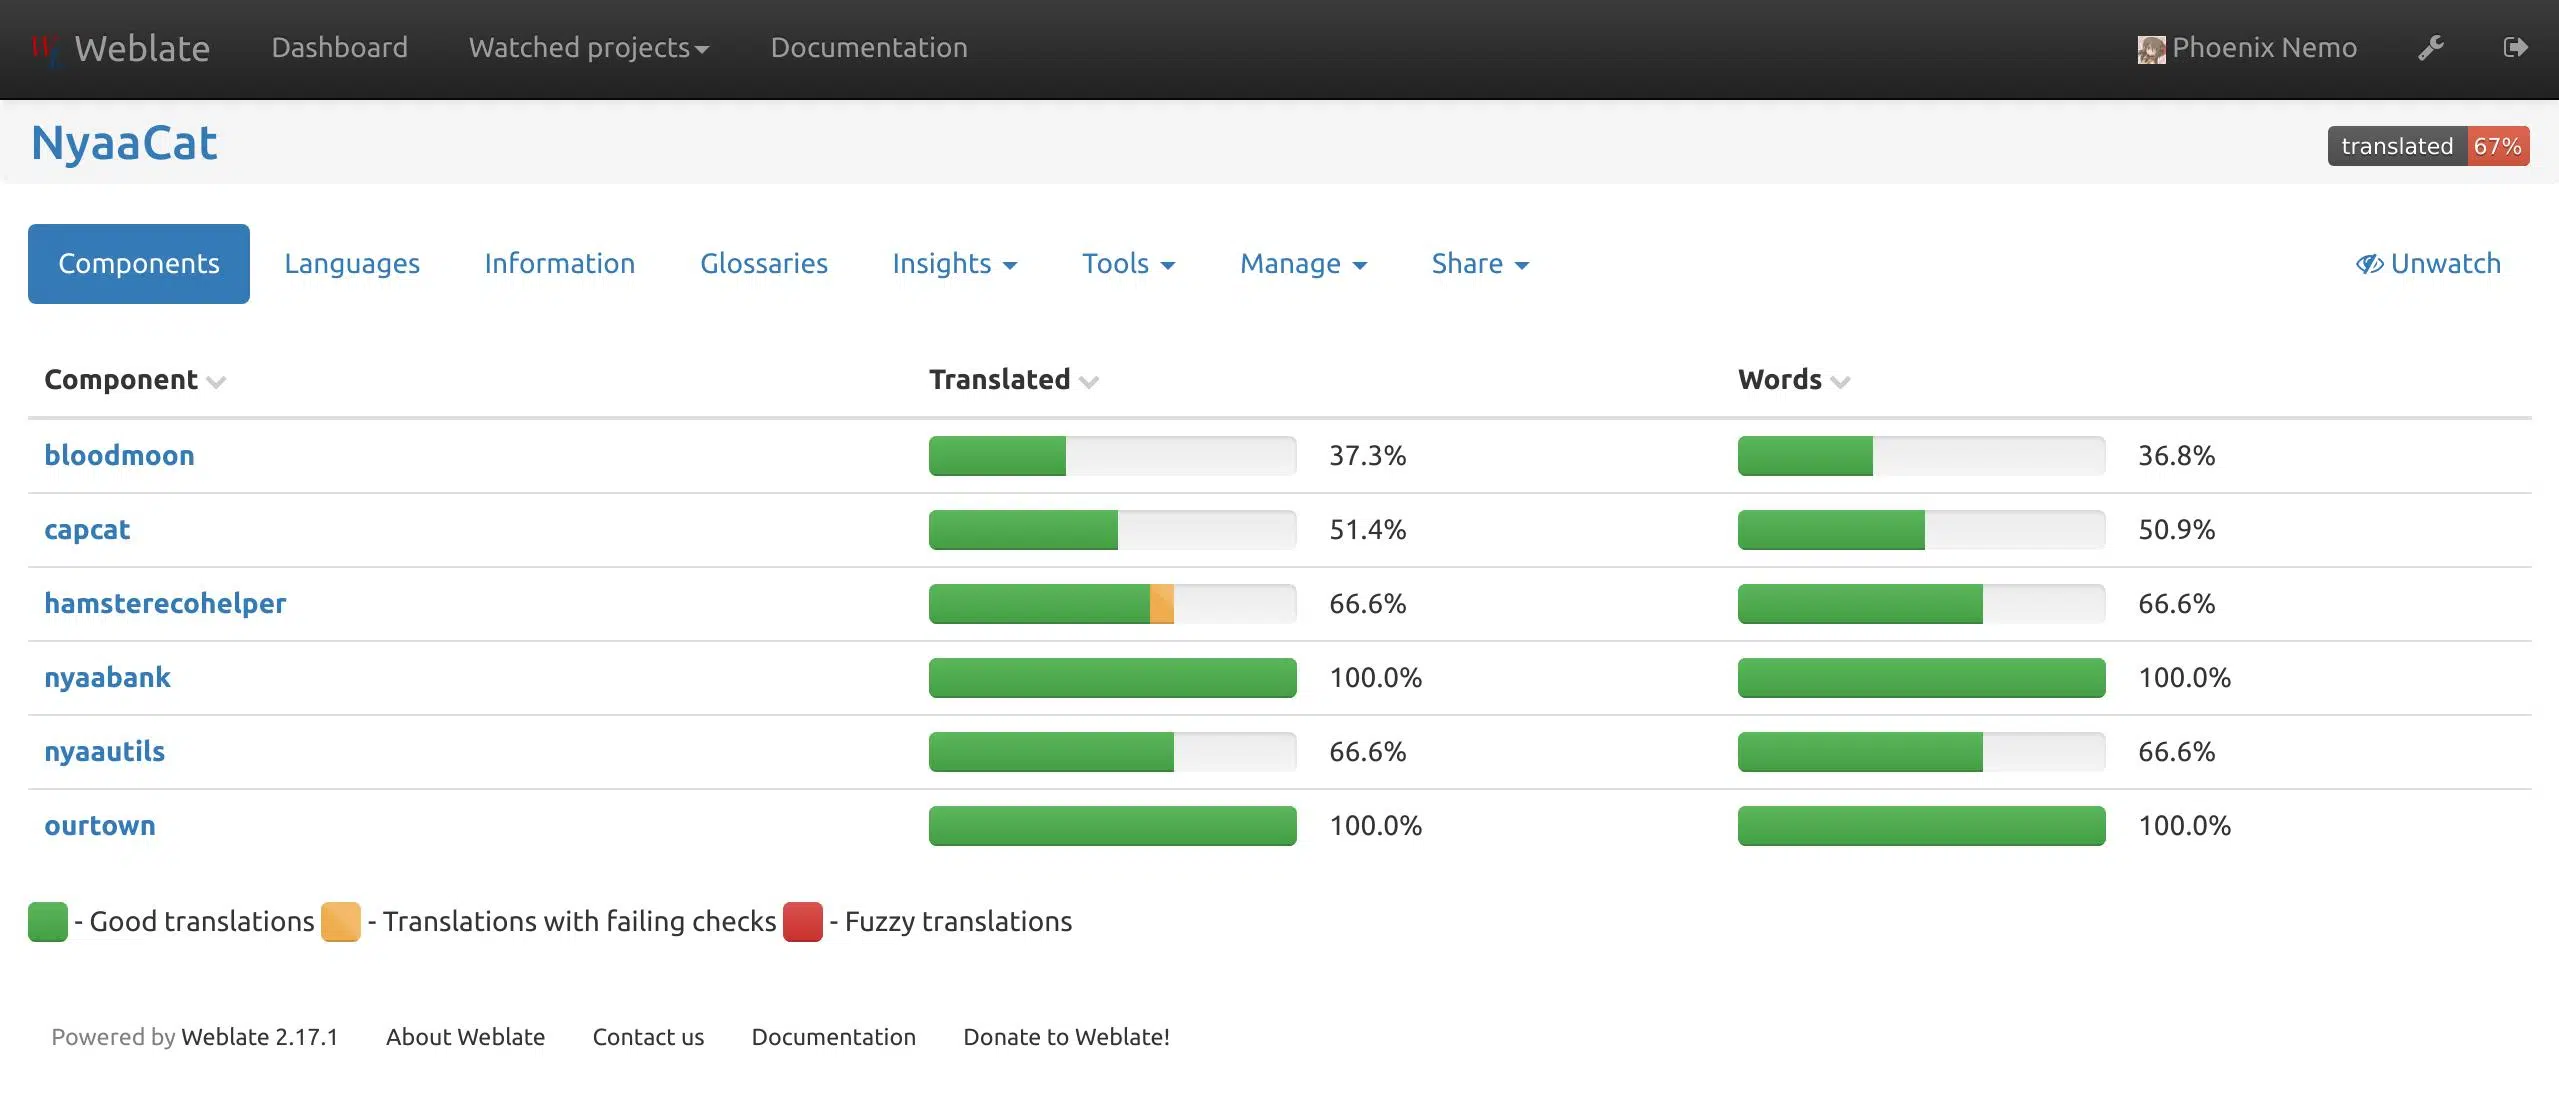 Weblate Dashboard Watched projects Documentation Phoenix Nemo
NyaaCat translated 67%
Components Languages Information Glossaries Insights Tools Manage Share Unwatch
Component Translated Words
bloodmoon 37.3% 36.8%
capcat 51.4% 50.9%
hamsterecohelper 66.6% 66.6%
nyaabank 100.0% 100.0%
nyaautils 66.6% 66.6%
ourtown 100.0% 100.0%
- Good translations - Translations with failing checks - Fuzzy translations
Powered by Weblate 2.17.1 About Weblate Contact us Documentation Donate to Weblate!